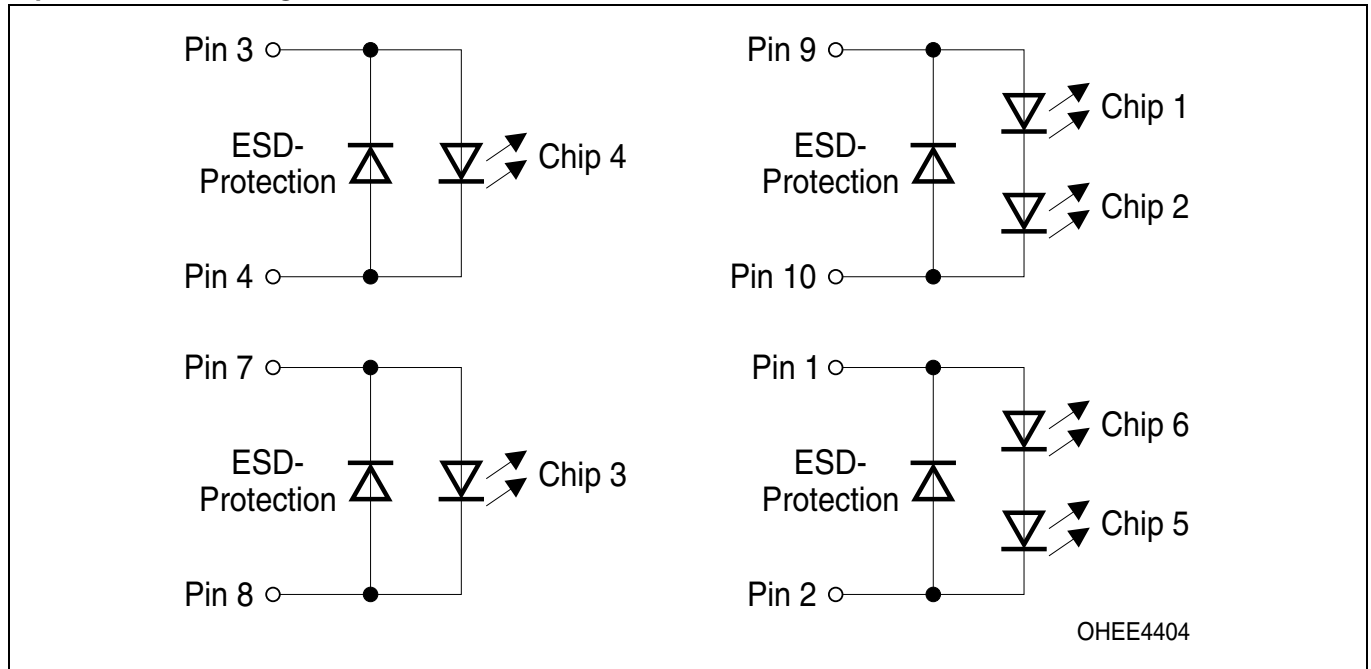 Pin 3
ESD-
Protection
Chip 4
Pin 4
Pin 9
ESD-
Protection
Chip 1
Chip 2
Pin 10
Pin 7
ESD-
Protection
Chip 3
Pin 8
Pin 1
ESD-
Protection
Chip 6
Chip 5
Pin 2
OHEE4404